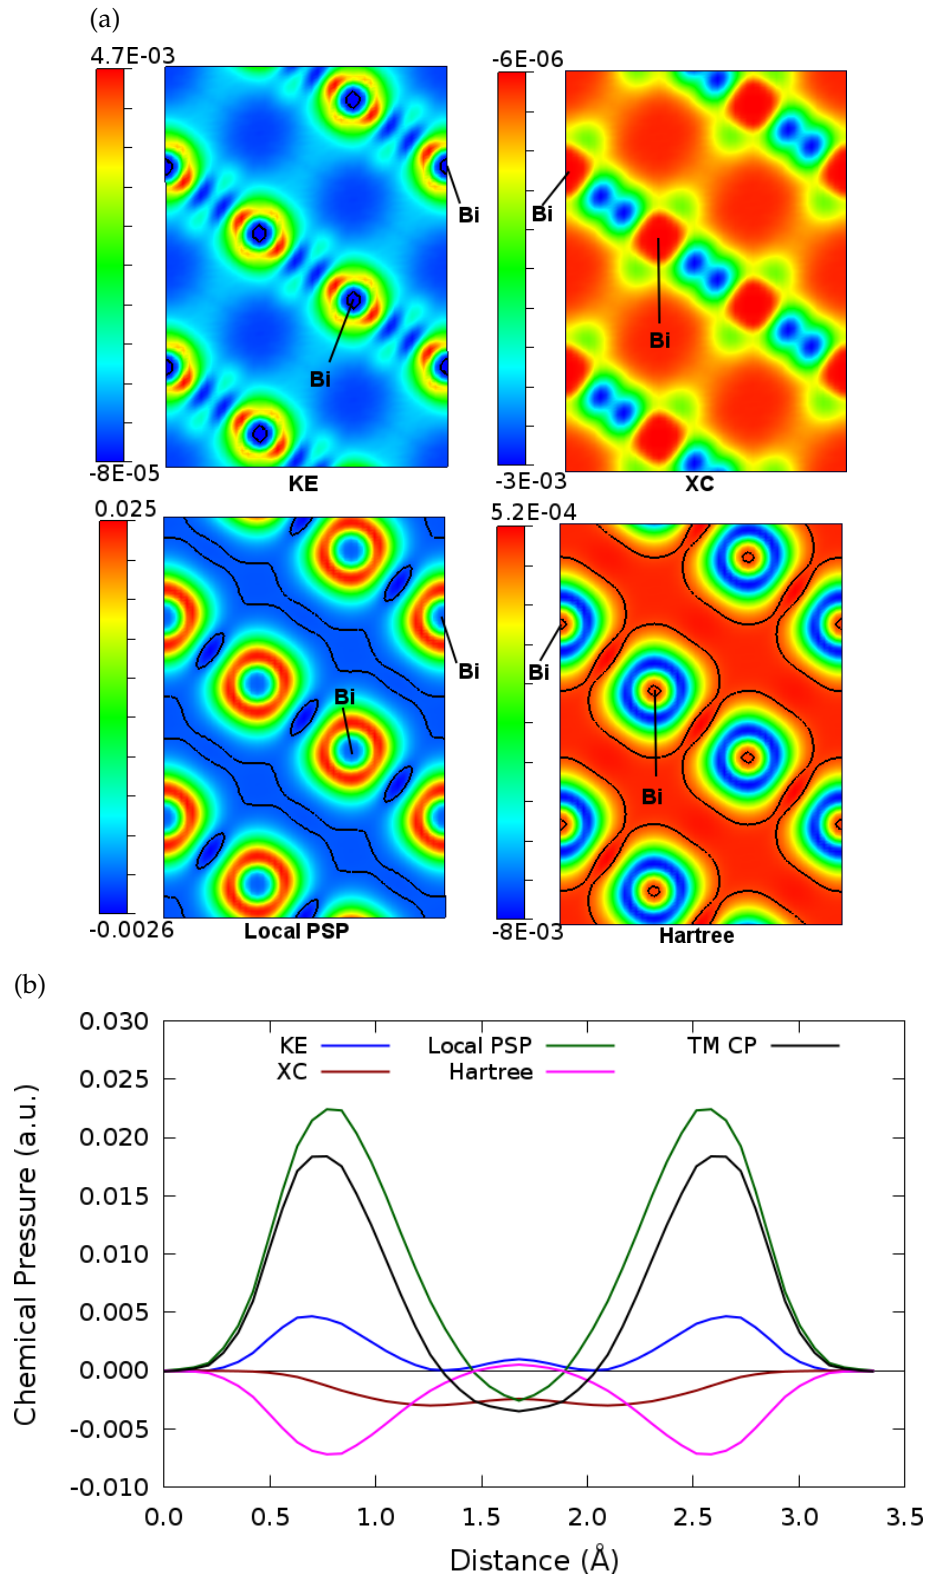 (a)
4.7E-03
-8E-05
Bi
Bi
KE
-6E-06
-3E-03
Bi
Bi
XC
0.025
-0.0026
Bi
Bi
Local PSP
5.2E-04
-8E-03
Bi
Bi
Hartree
(b)
KE Local PSP TM CP
XC Hartree
0.030
0.025
0.020
0.015
0.010
0.005
0.000
-0.005
-0.010
Chemical Pressure (a.u.)
0.0 0.5 1.0 1.5 2.0 2.5 3.0 3.5
Distance (Å)